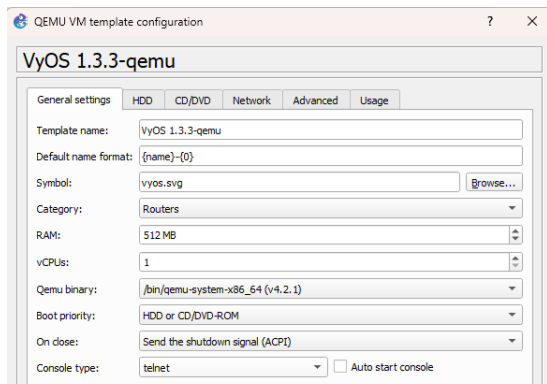 QEMU VM template configuration
VyOS 1.3.3-qemu
General settings HDD CD/DVD Network Advanced Usage
Template name: VyOS 1.3.3-qemu
Default name format: {name}-{0}
Symbol: vyos.svg Browse...
Category: Routers
RAM: 512 MB
vCPUs: 1
Qemu binary: /bin/qemu-system-x86_64 (v4.2.1)
Boot priority: HDD or CD/DVD-ROM
On close: Send the shutdown signal (ACPI)
Console type: telnet Auto start console